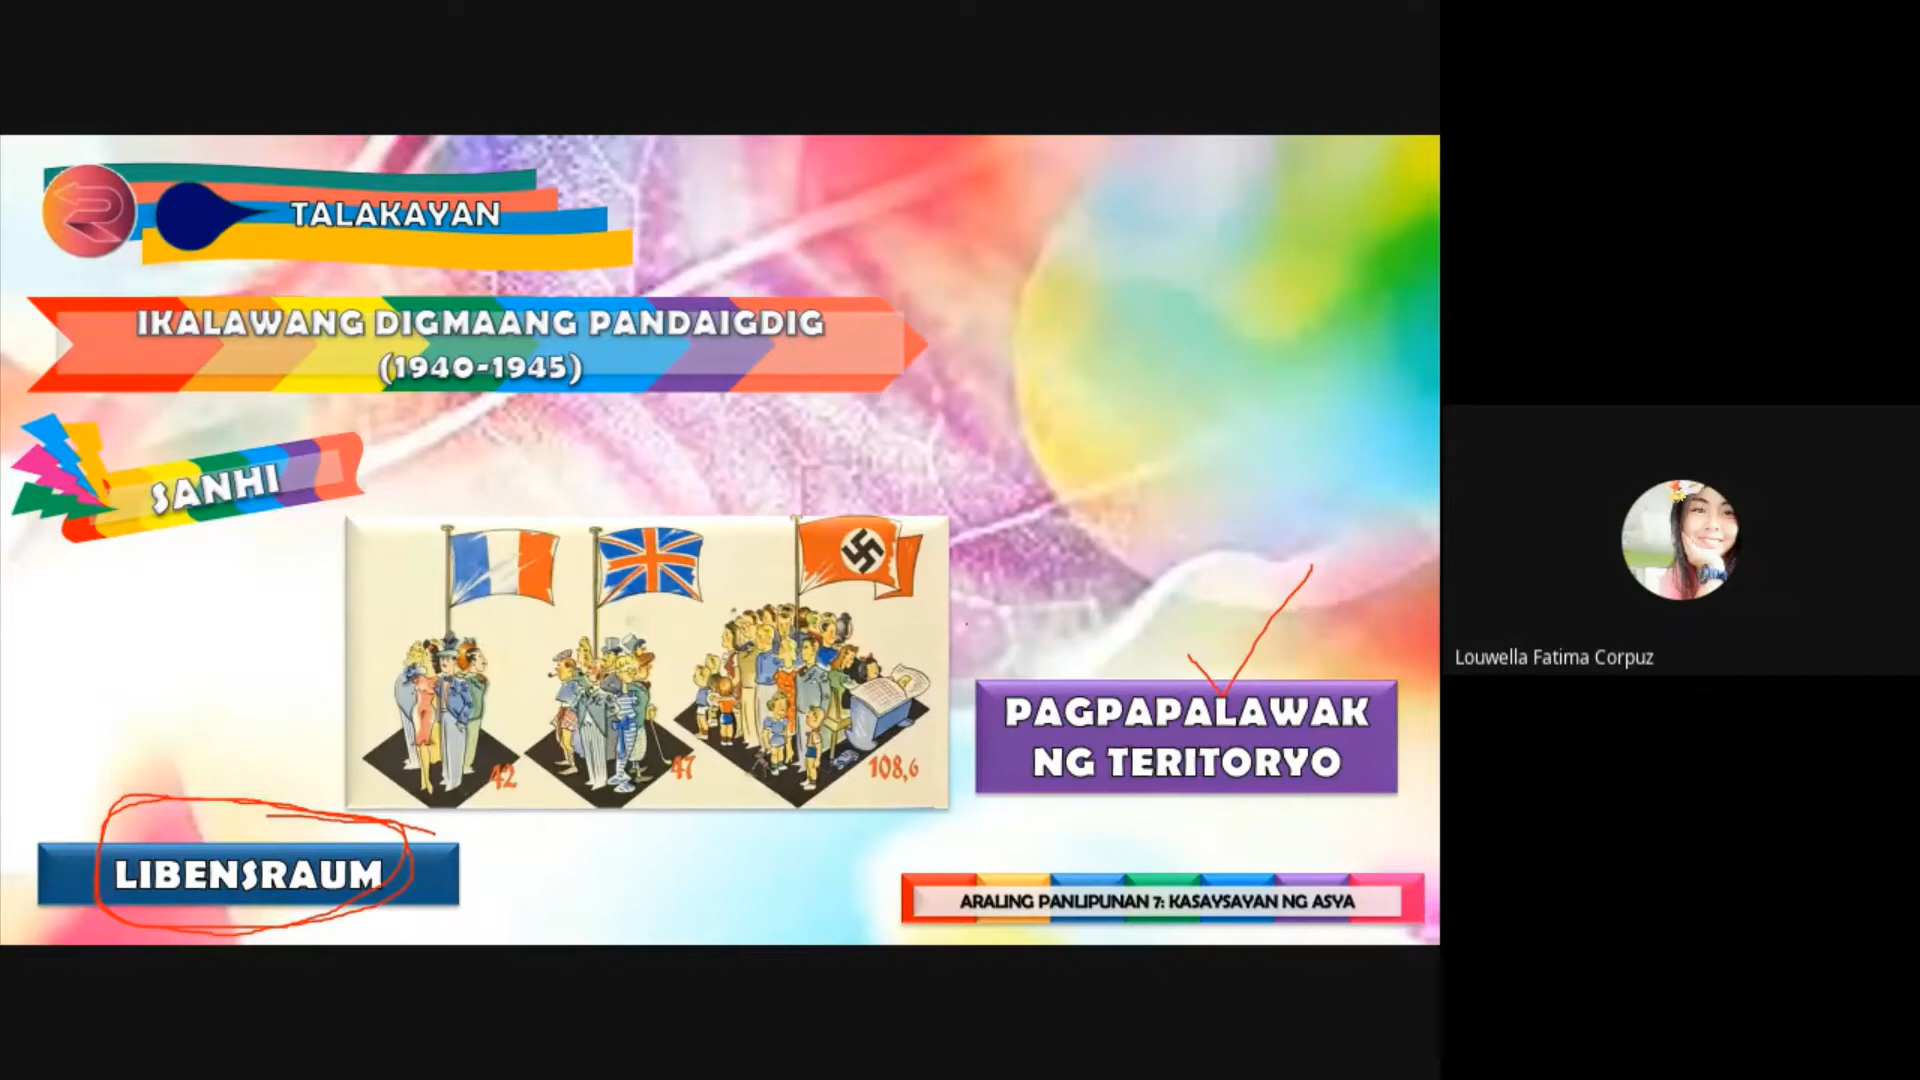 TALAKAYAN
IKALAWANG DIGMAANG PANDAIGDIG
(1940-1945)
SANHI
42
47
108,6
PAGPAPALAWAK
NG TERITORYO
LIBENSRAUM
ARALING PANLIPUNAN 7: KASAYSAYAN NG ASYA
Louwella Fatima Corpuz